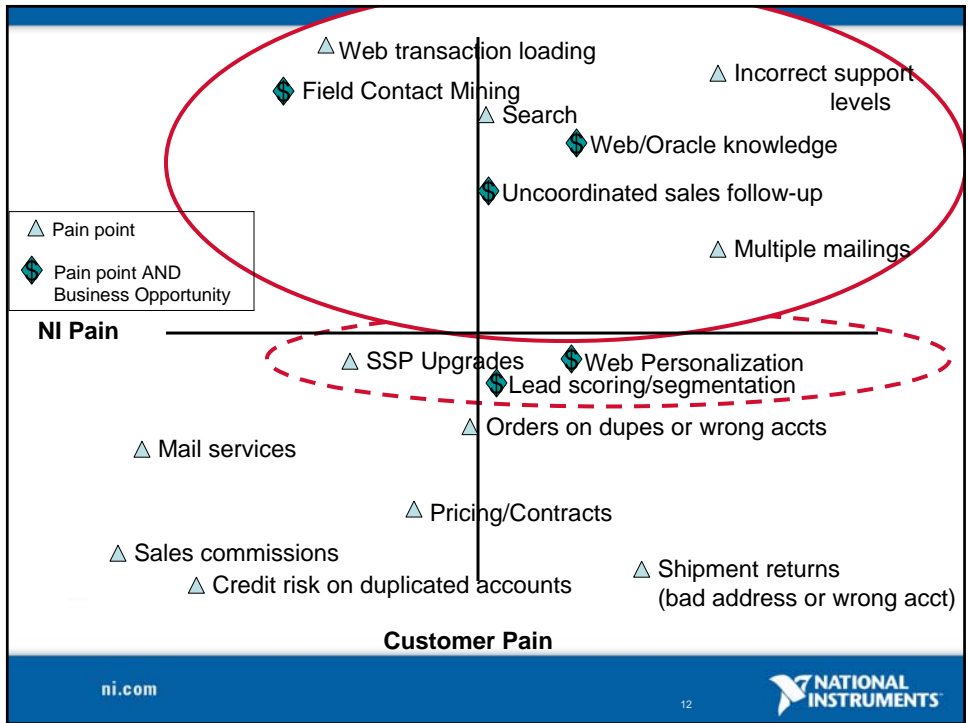 Web transaction loading
Incorrect support
levels
$ Field Contact Mining
Search
$ Web/Oracle knowledge
$ Uncoordinated sales follow-up
Pain point
$ Pain point AND
Business Opportunity
Multiple mailings
NI Pain
SSP Upgrades
$ Web Personalization
$ Lead scoring/segmentation
Orders on dupes or wrong accts
Mail services
Pricing/Contracts
Sales commissions
Credit risk on duplicated accounts
Shipment returns
(bad address or wrong acct)
Customer Pain
ni.com
12
NATIONAL
INSTRUMENTS